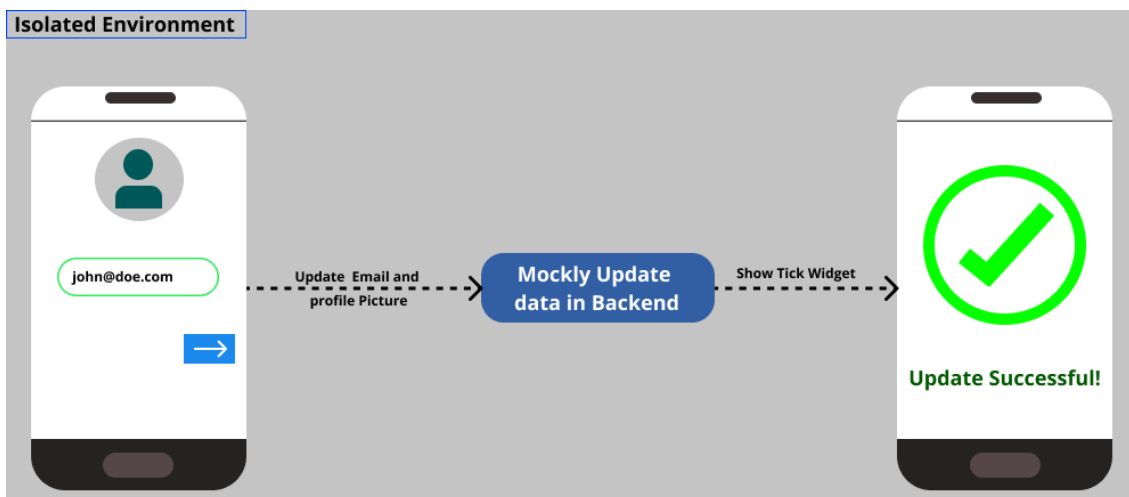 Isolated Environment
john@doe.com
Update Email and
profile Picture
Mockly Update
data in Backend
Show Tick Widget
Update Successful!